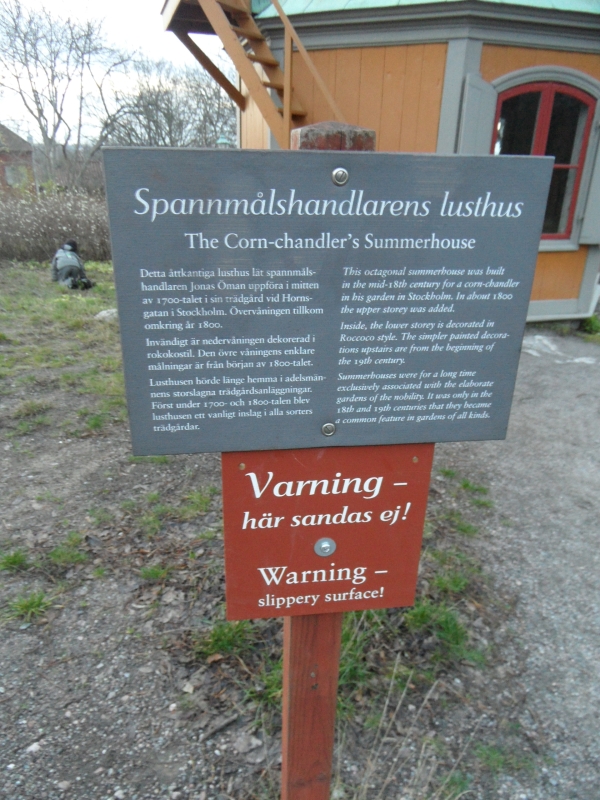 Spannmålshandlarens lusthus
The Corn-chandler's Summerhouse
Detta åttkantiga lusthus lät spannmåls-
handlaren Jonas Öman uppföra i mitten
av 1700-talet i sin trädgård vid Horns-
gatan i Stockholm. Övervåningen tillkom
omkring år 1800.
Invändigt är nedervåningen dekorerad i
rokokostil. Den övre våningens enklare
målningar är från början av 1800-talet.
Lusthusen hörde länge hemma i adelsmän-
nens storslagna trädgårdsanläggningar.
Först under 1700- och 1800-talen blev
lusthusen ett vanligt inslag i alla sorters
trädgårdar.
This octagonal summerhouse was built
in the mid-18th century for a corn-chandler
in his garden in Stockholm. In about 1800
the upper storey was added.
Inside, the lower storey is decorated in
Roccoco style. The simpler painted decora-
tions upstairs are from the beginning of
the 19th century.
Summerhouses were for a long time
exclusively associated with the elaborate
gardens of the nobility. It was only in the
18th and 19th centuries that they became
a common feature in gardens of all kinds.
Varning –
här sandas ej!
Warning –
slippery surface!